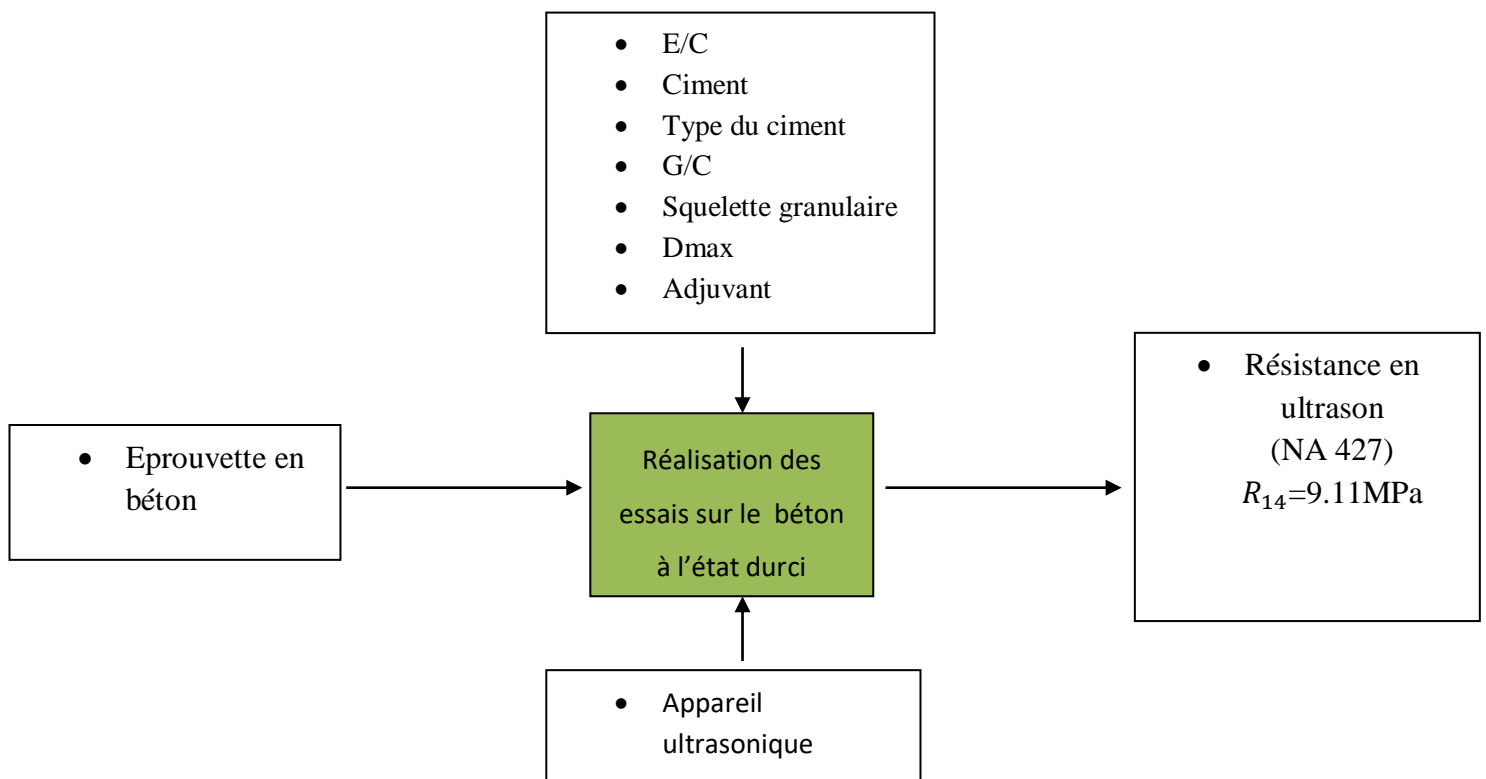 • E/C
• Ciment
• Type du ciment
• G/C
• Squelette granulaire
• Dmax
• Adjuvant
• Eprouvette en
béton
Réalisation des
essais sur le béton
à l'état durci
• Résistance en
ultrason
(NA 427)
R₁₄=9.11MPa
• Appareil
ultrasonique